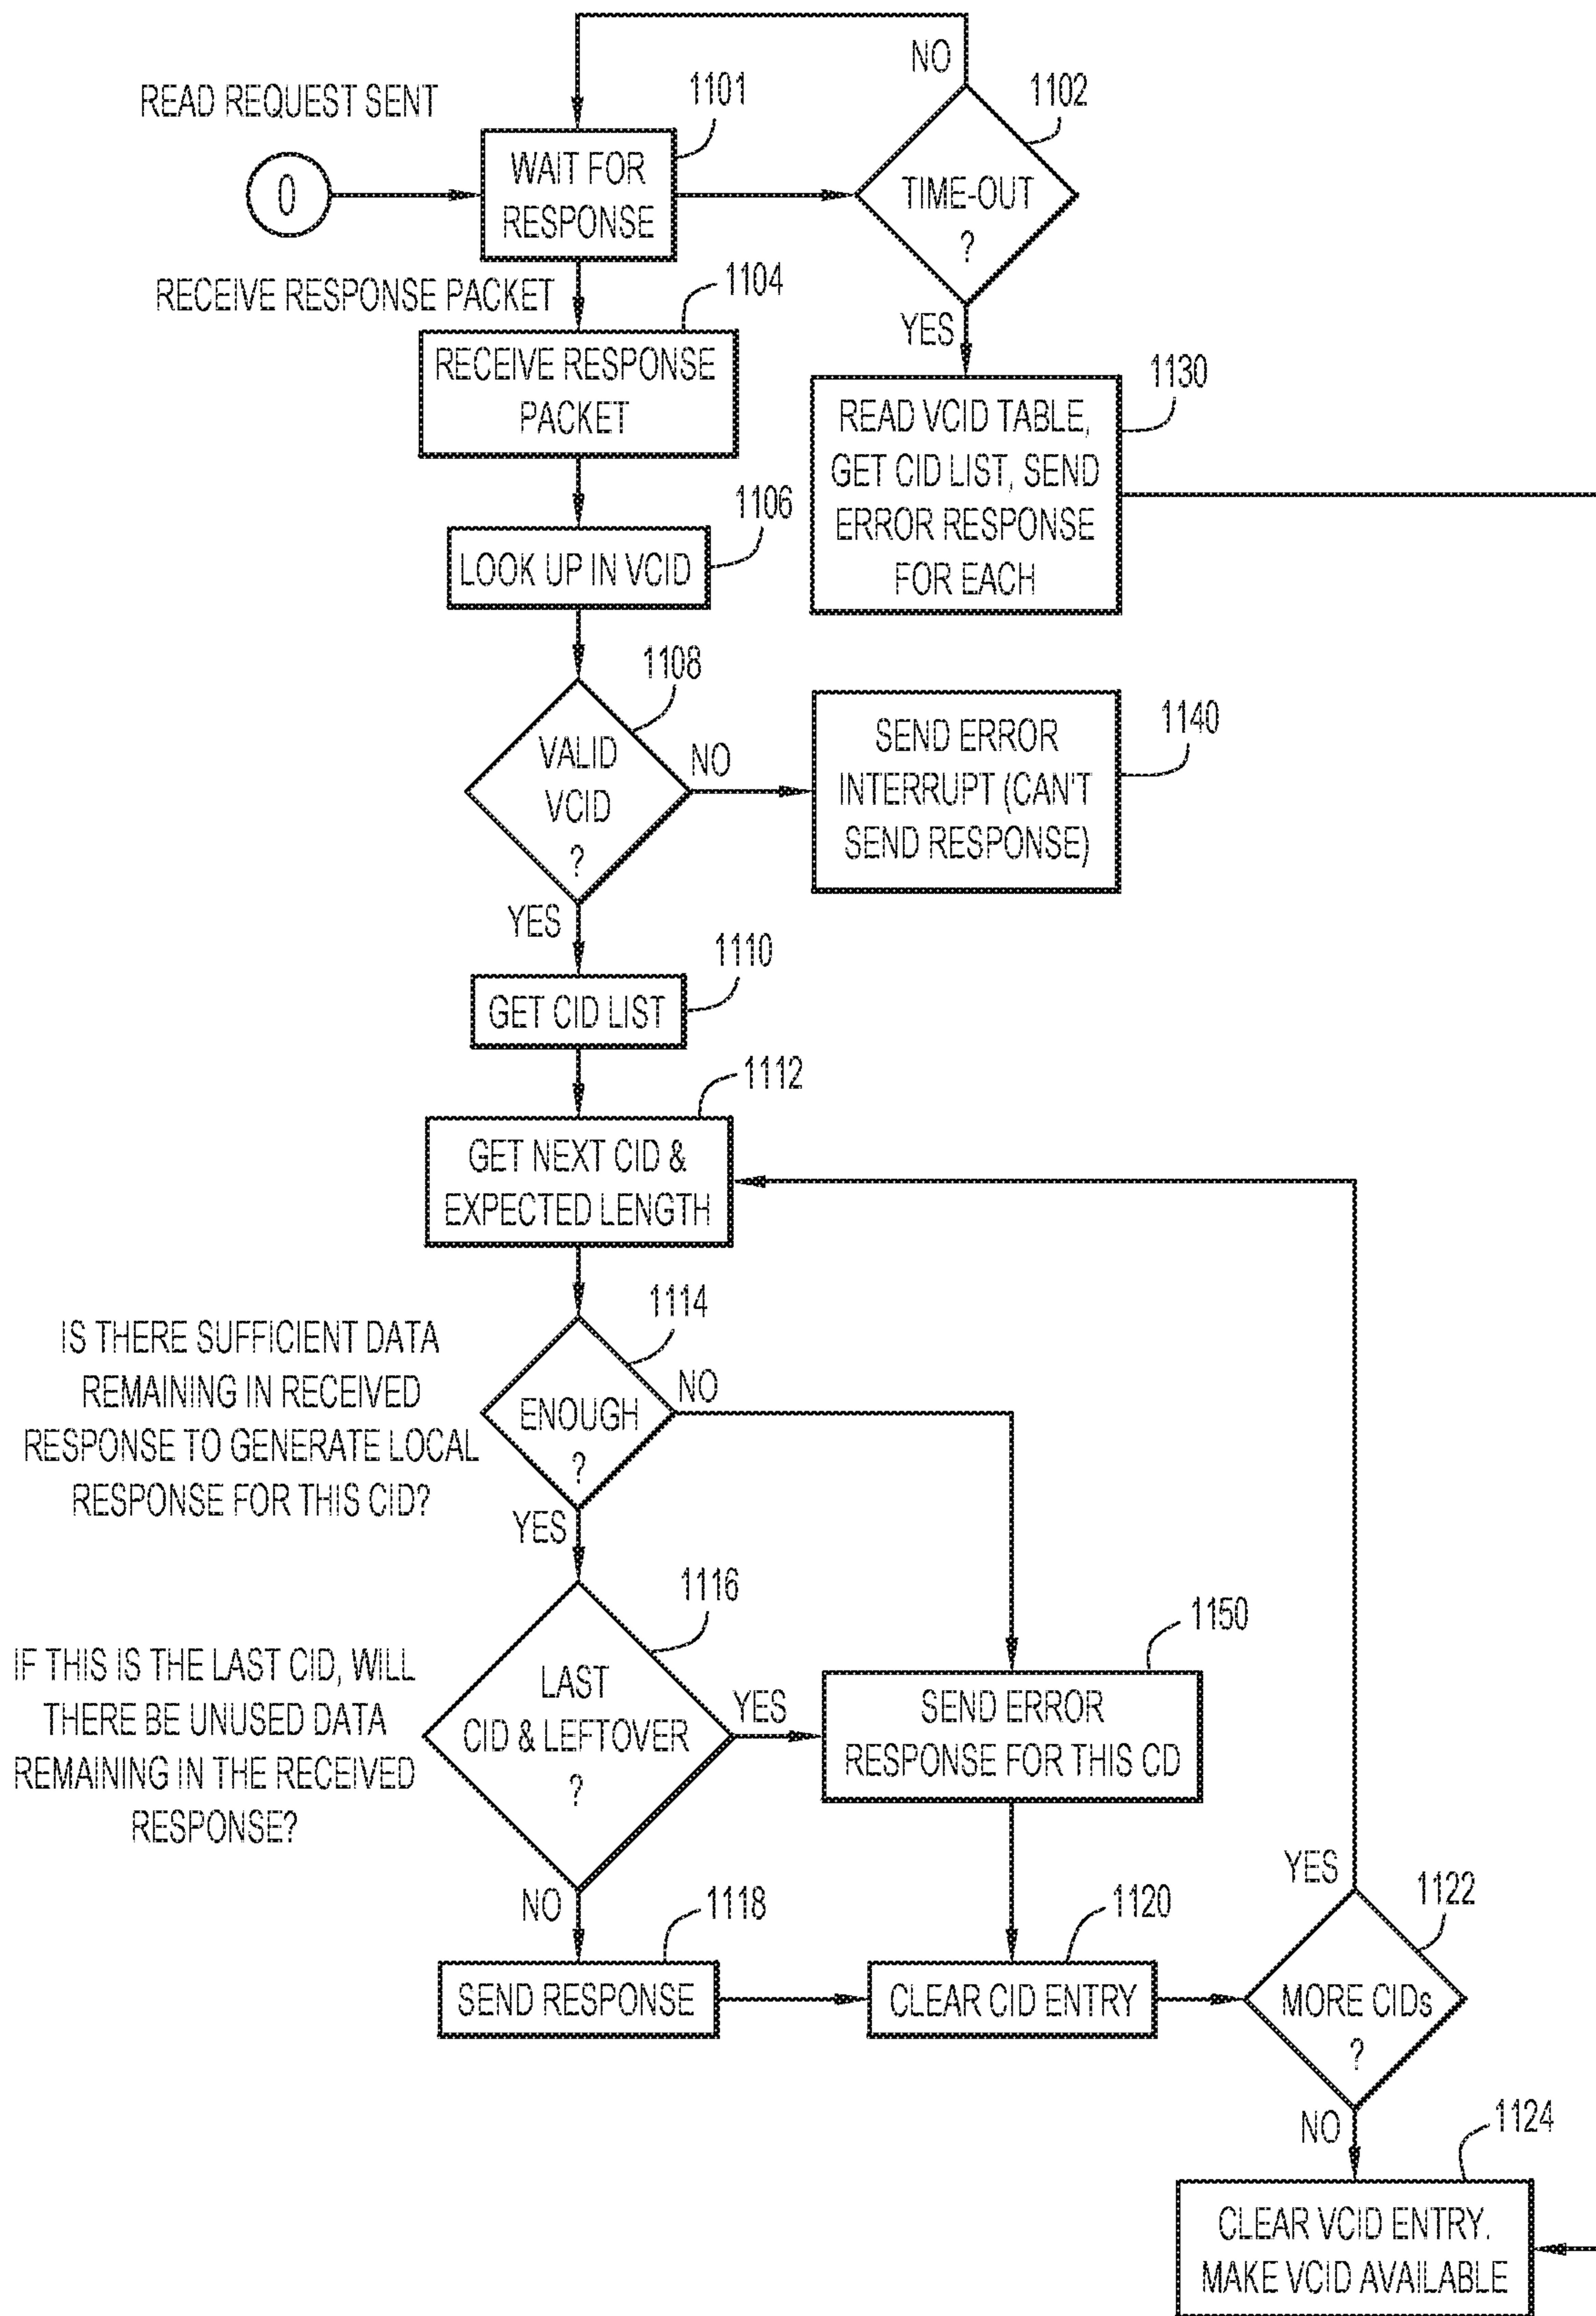 NO
READ REQUEST SENT
1101
1102
0
WAIT FOR
RESPONSE
TIME-OUT
?
RECEIVE RESPONSE PACKET
1104
YES
RECEIVE RESPONSE
PACKET
1130
READ VCID TABLE,
GET CID LIST, SEND
ERROR RESPONSE
FOR EACH
1106
LOOK UP IN VCID
1108
VALID
VCID
?
NO
1140
SEND ERROR
INTERRUPT (CAN'T
SEND RESPONSE)
YES
1110
GET CID LIST
1112
GET NEXT CID &
EXPECTED LENGTH
1114
IS THERE SUFFICIENT DATA
REMAINING IN RECEIVED
RESPONSE TO GENERATE LOCAL
RESPONSE FOR THIS CID?
ENOUGH
?
NO
YES
1116
IF THIS IS THE LAST CID, WILL
THERE BE UNUSED DATA
REMAINING IN THE RECEIVED
RESPONSE?
LAST
CID & LEFTOVER
?
YES
1150
SEND ERROR
RESPONSE FOR THIS CD
NO
1118
SEND RESPONSE
1120
CLEAR CID ENTRY
YES
1122
MORE CIDs
?
NO
1124
CLEAR VCID ENTRY.
MAKE VCID AVAILABLE